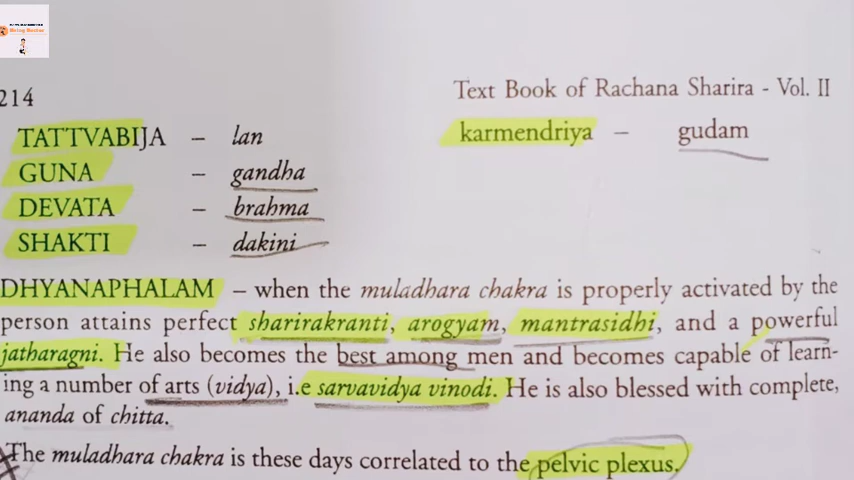 214
Text Book of Rachana Sharira - Vol. II
TATTVABIJA – lan
karmendriya – gudam
GUNA – gandha
DEVATA – brahma
SHAKTI – dakini
DHYANAPHALAM – when the muladhara chakra is properly activated by the
person attains perfect sharirakranti, arogyam, mantrasidhi, and a powerful
jatharagni. He also becomes the best among men and becomes capable of learn-
ing a number of arts (vidya), i.e sarvavidya vinodi. He is also blessed with complete,
ananda of chitta.
The muladhara chakra is these days correlated to the pelvic plexus.